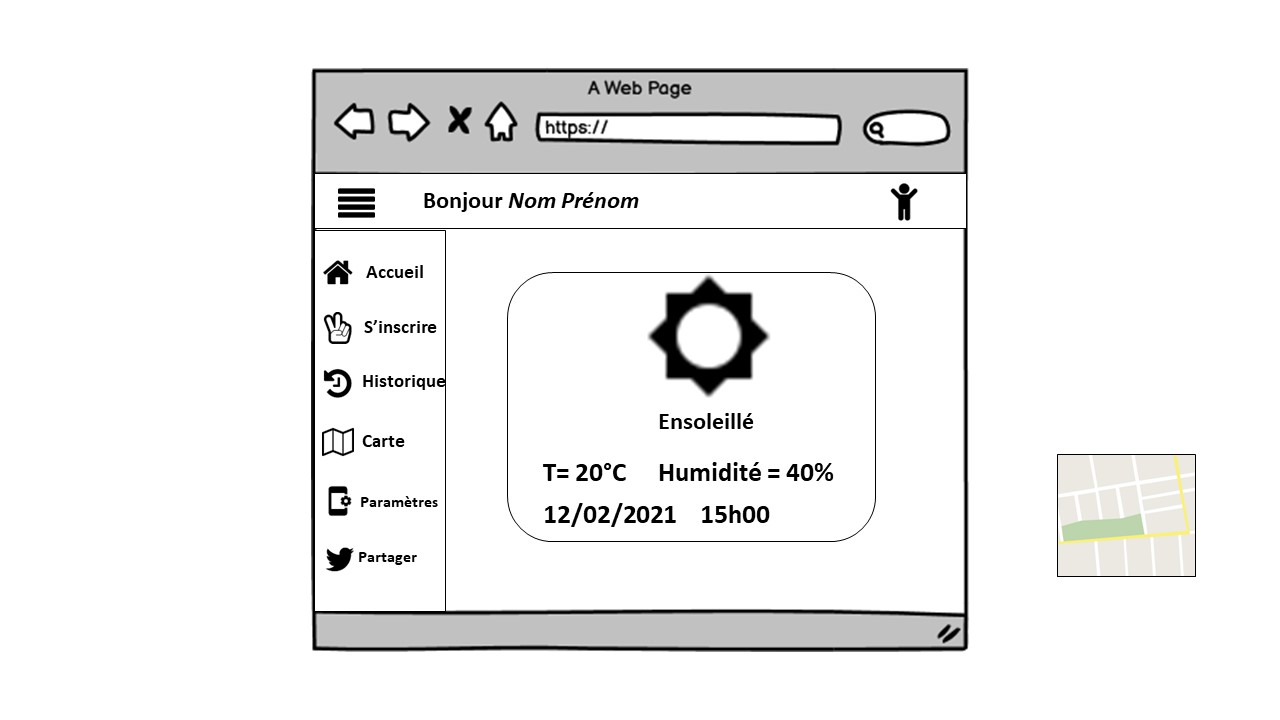 A Web Page
https://
Bonjour Nom Prénom
Accueil
S’inscrire
Historique
Carte
Paramètres
Partager
Ensoleillé
T= 20°C Humidité = 40%
12/02/2021 15h00